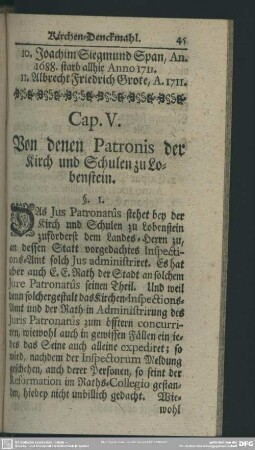 Kirchen-Denckmahl. 45
10. Joachim Siegmund Span, An.
1688. starb allhir Anno 1711.
11. Albrecht Friedrich Grote, A. 1711.
Cap. V.
Von denen Patronis der
Kirch und Schulen zu Lo-
benstein.
§. 1.
DAs Jus Patronatûs stehet bey der
Kirch und Schulen zu Lobenstein
zuförderst dem Landes-Herrn zu,
an dessen Statt vorgedachtes Inspecti-
ons-Amt solch Jus administriret. Es hat
aber auch E. E. Rath der Stadt an solchem
Jure Patronatûs seinen Theil. Und weil
denn solchergestalt das Kirchen-Inspections-
Amt und der Rath in Administrirung des
Juris Patronatûs zum öfftern concurri-
ren, wiewohl auch in gewissen Fällen ein ie-
des das Seine auch alleine expediret; so
wird, nachdem der Inspectorum Meldung
geschehen, auch derer Personen, so seint der
Reformation im Raths-Collegio gestan-
den, hiebey nicht unbillich gedacht. Wie-
wohl
DFG